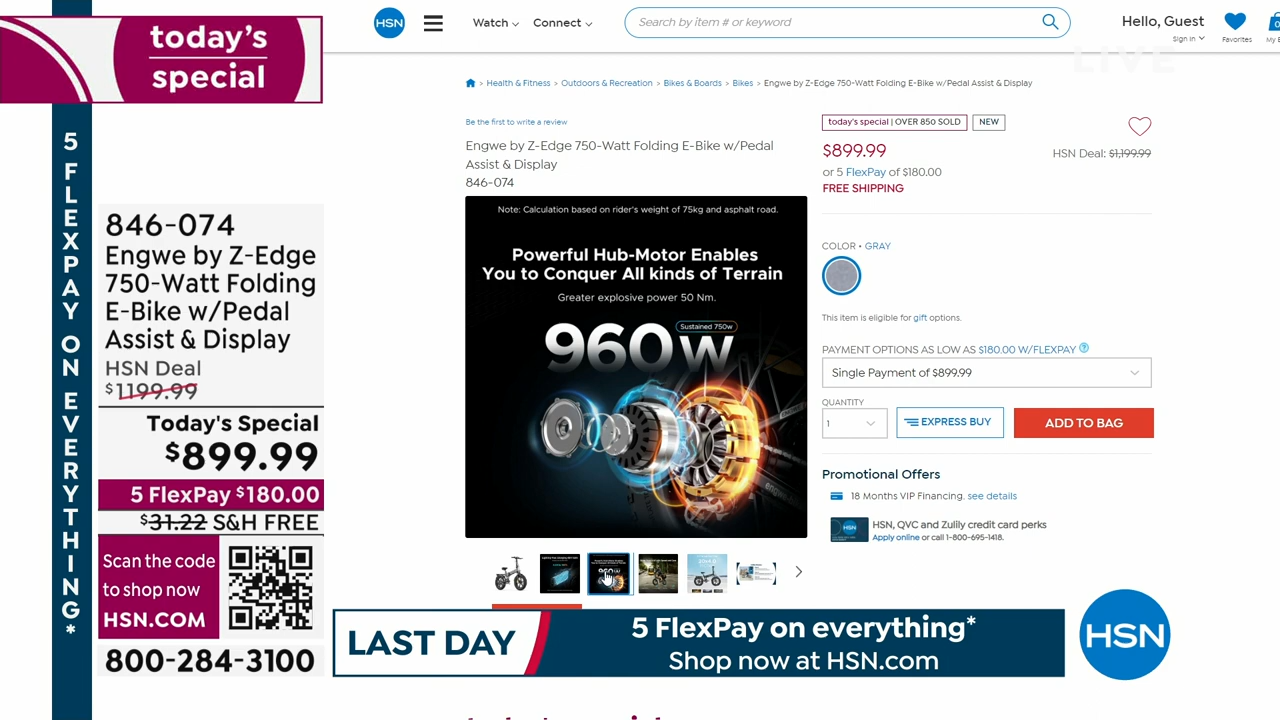 today's
special
5 FLEXPAY ON EVERYTHING*
846-074
Engwe by Z-Edge
750-Watt Folding
E-Bike w/Pedal
Assist & Display
HSN Deal
$1199.99
Today's Special
$899.99
5 FlexPay $180.00
$31.22 S&H FREE
Scan the code
to shop now
HSN.COM
800-284-3100
HSN
Watch
Connect
Search by item # or keyword
Hello, Guest
Sign In
Favorites
LIVE
> Health & Fitness > Outdoors & Recreation > Bikes & Boards > Bikes > Engwe by Z-Edge 750-Watt Folding E-Bike w/Pedal Assist & Display
Be the first to write a review
Engwe by Z-Edge 750-Watt Folding E-Bike w/Pedal
Assist & Display
846-074
Note: Calculation based on rider's weight of 75kg and asphalt road.
Powerful Hub-Motor Enables
You to Conquer All kinds of Terrain
Greater explosive power 50 Nm.
960w
Sustained 750w
today's special | OVER 850 SOLD
NEW
$899.99
HSN Deal: $1,199.99
or 5 FlexPay of $180.00
FREE SHIPPING
COLOR • GRAY
This item is eligible for gift options.
PAYMENT OPTIONS AS LOW AS $180.00 W/FLEXPAY ?
Single Payment of $899.99
QUANTITY
1
EXPRESS BUY
ADD TO BAG
Promotional Offers
18 Months VIP Financing. see details
HSN, QVC and Zulily credit card perks
Apply online or call 1-800-695-1418.
LAST DAY
5 FlexPay on everything*
Shop now at HSN.com
HSN